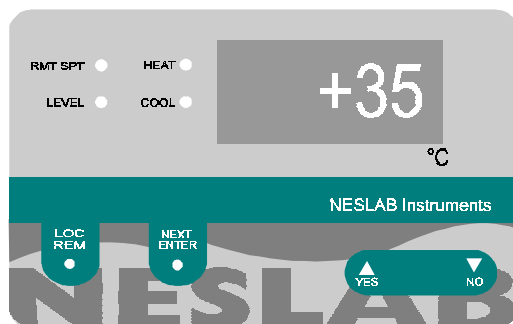 RMT SPT HEAT
LEVEL COOL
+35
°C
NESLAB Instruments
LOC
REM
NEXT
ENTER
YES NO
NESLAB